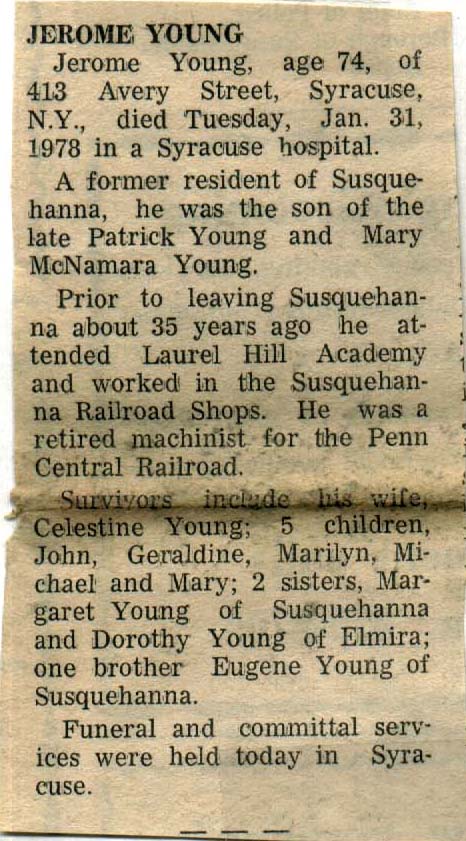 JEROME YOUNG
Jerome Young, age 74, of
413 Avery Street, Syracuse,
N.Y., died Tuesday, Jan. 31,
1978 in a Syracuse hospital.
A former resident of Susque-
hanna, he was the son of the
late Patrick Young and Mary
McNamara Young.
Prior to leaving Susquehan-
na about 35 years ago he at-
tended Laurel Hill Academy
and worked in the Susquehan-
na Railroad Shops. He was a
retired machinist for the Penn
Central Railroad.
Survivors include his wife,
Celestine Young; 5 children,
John, Geraldine, Marilyn, Mi-
chael and Mary; 2 sisters, Mar-
garet Young of Susquehanna
and Dorothy Young of Elmira;
one brother Eugene Young of
Susquehanna.
Funeral and committal serv-
ices were held today in Syra-
cuse.